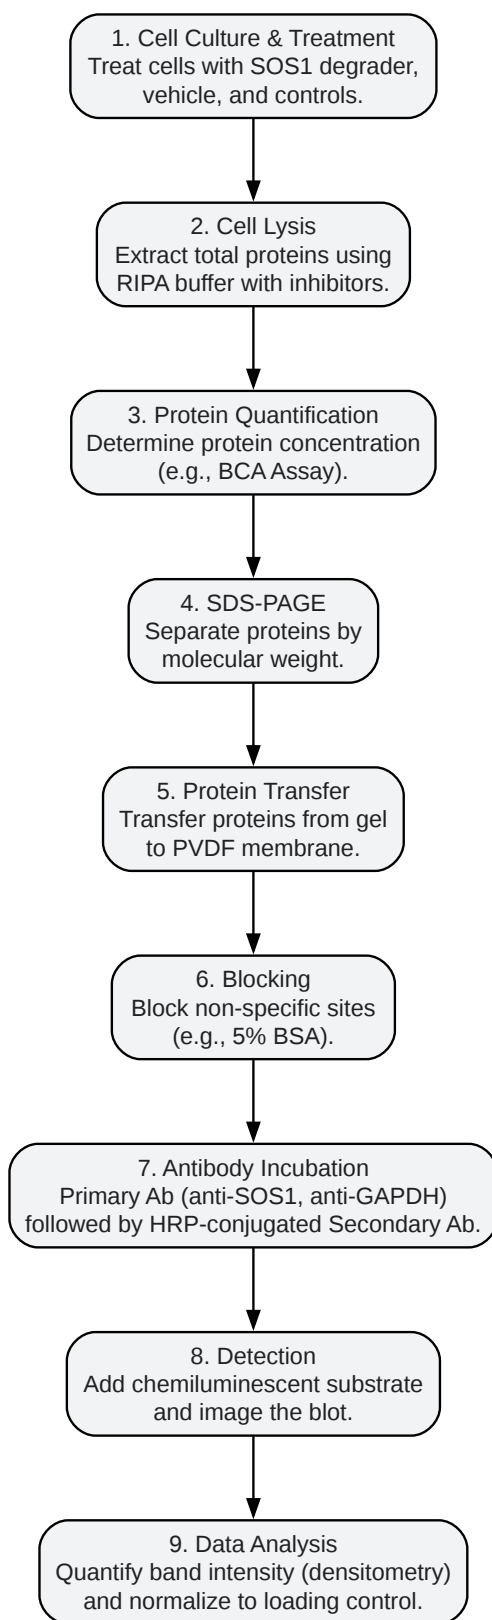 1. Cell Culture & Treatment
Treat cells with SOS1 degrader,
vehicle, and controls.
2. Cell Lysis
Extract total proteins using
RIPA buffer with inhibitors.
3. Protein Quantification
Determine protein concentration
(e.g., BCA Assay).
4. SDS-PAGE
Separate proteins by
molecular weight.
5. Protein Transfer
Transfer proteins from gel
to PVDF membrane.
6. Blocking
Block non-specific sites
(e.g., 5% BSA).
7. Antibody Incubation
Primary Ab (anti-SOS1, anti-GAPDH)
followed by HRP-conjugated Secondary Ab.
8. Detection
Add chemiluminescent substrate
and image the blot.
9. Data Analysis
Quantify band intensity (densitometry)
and normalize to loading control.